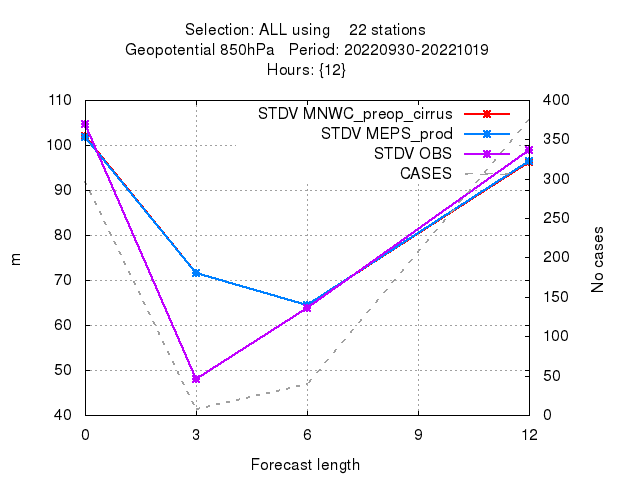 Selection: ALL using    22 stations
Geopotential 850hPa   Period: 20220930-20221019
Hours: {12}
110
100
90
80
70
60
50
40
m
400
350
300
250
200
150
100
50
0
No cases
STDV MNWC_preop_cirrus
STDV MEPS_prod
STDV OBS
CASES
0 3 6 9 12
Forecast length